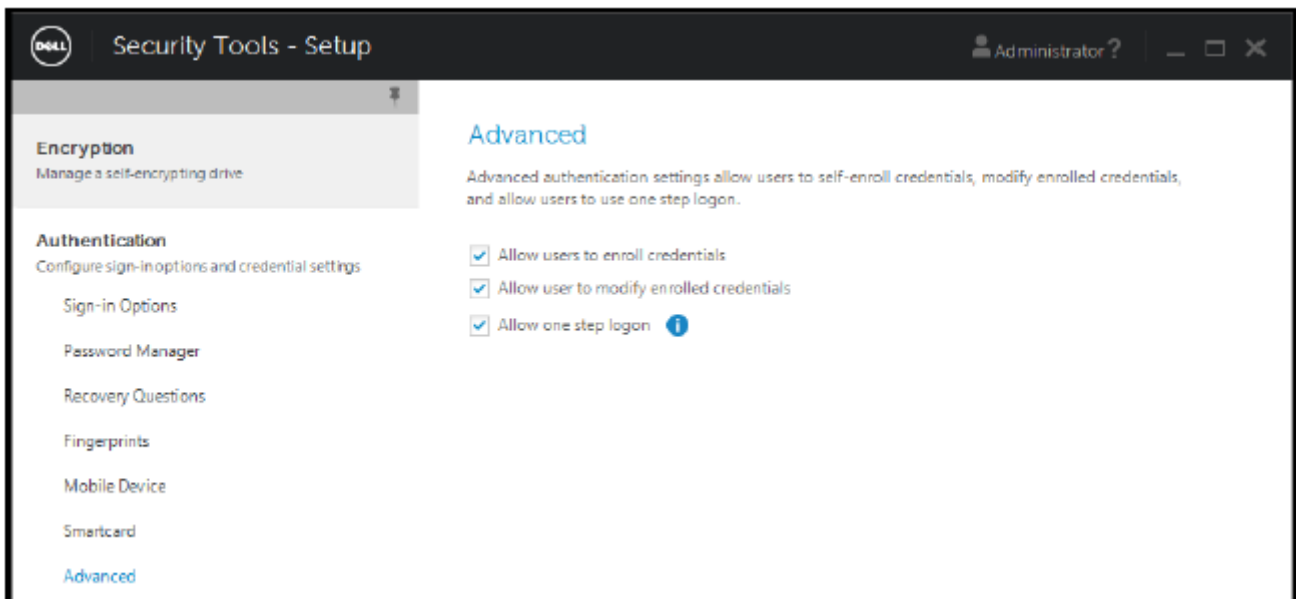 DELL
Security Tools - Setup
Administrator ?
Encryption
Manage a self-encrypting drive
Authentication
Configure sign-in options and credential settings
Sign-in Options
Password Manager
Recovery Questions
Fingerprints
Mobile Device
Smartcard
Advanced
Advanced
Advanced authentication settings allow users to self-enroll credentials, modify enrolled credentials,
and allow users to use one step logon.
Allow users to enroll credentials
Allow user to modify enrolled credentials
Allow one step logon